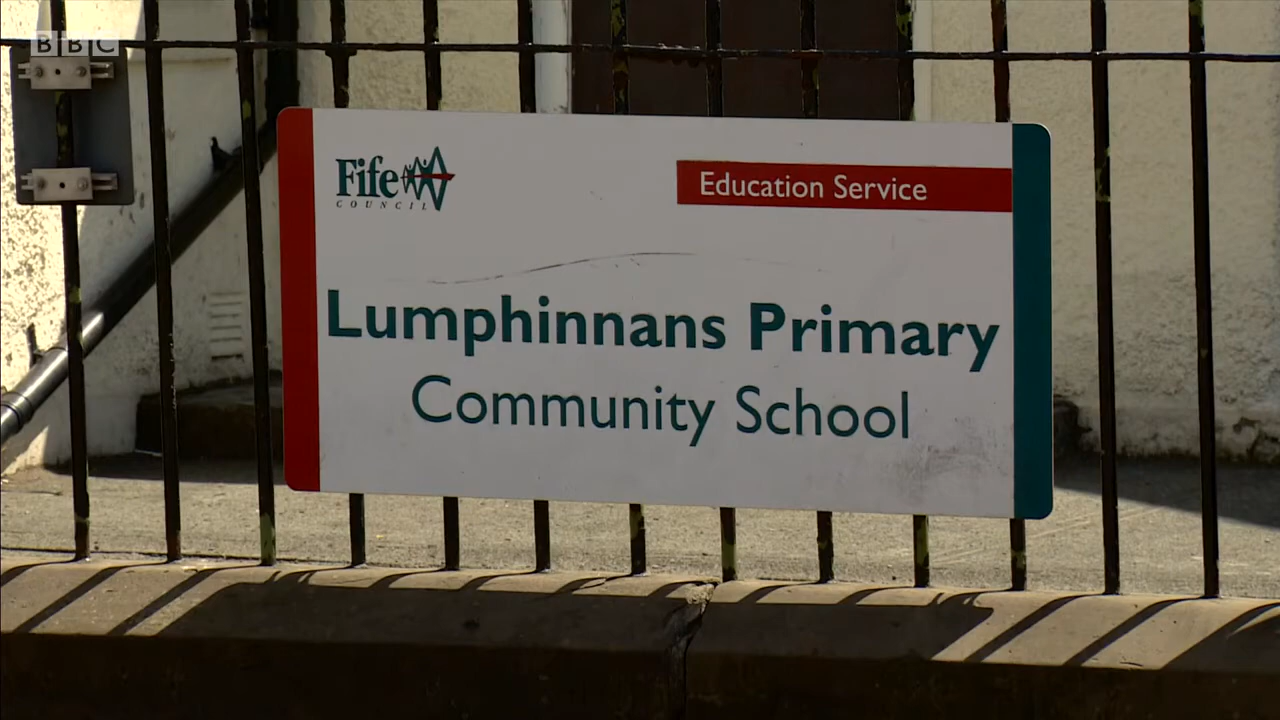 BBC
Fife
COUNCIL
Education Service
Lumphinnans Primary
Community School